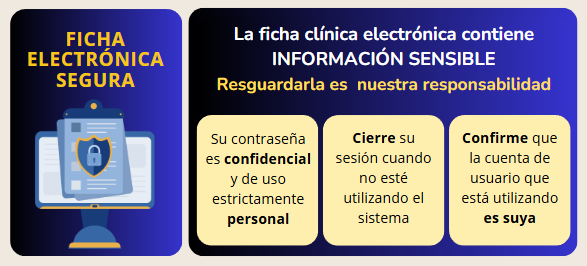 FICHA
ELECTRÓNICA
SEGURA
La ficha clínica electrónica contiene
INFORMACIÓN SENSIBLE
Resguardarla es nuestra responsabilidad
Su contraseña
es confidencial
y de uso
estrictamente
personal
Cierre su
sesión cuando
no esté
utilizando el
sistema
Confirme que
la cuenta de
usuario que
está utilizando
es suya